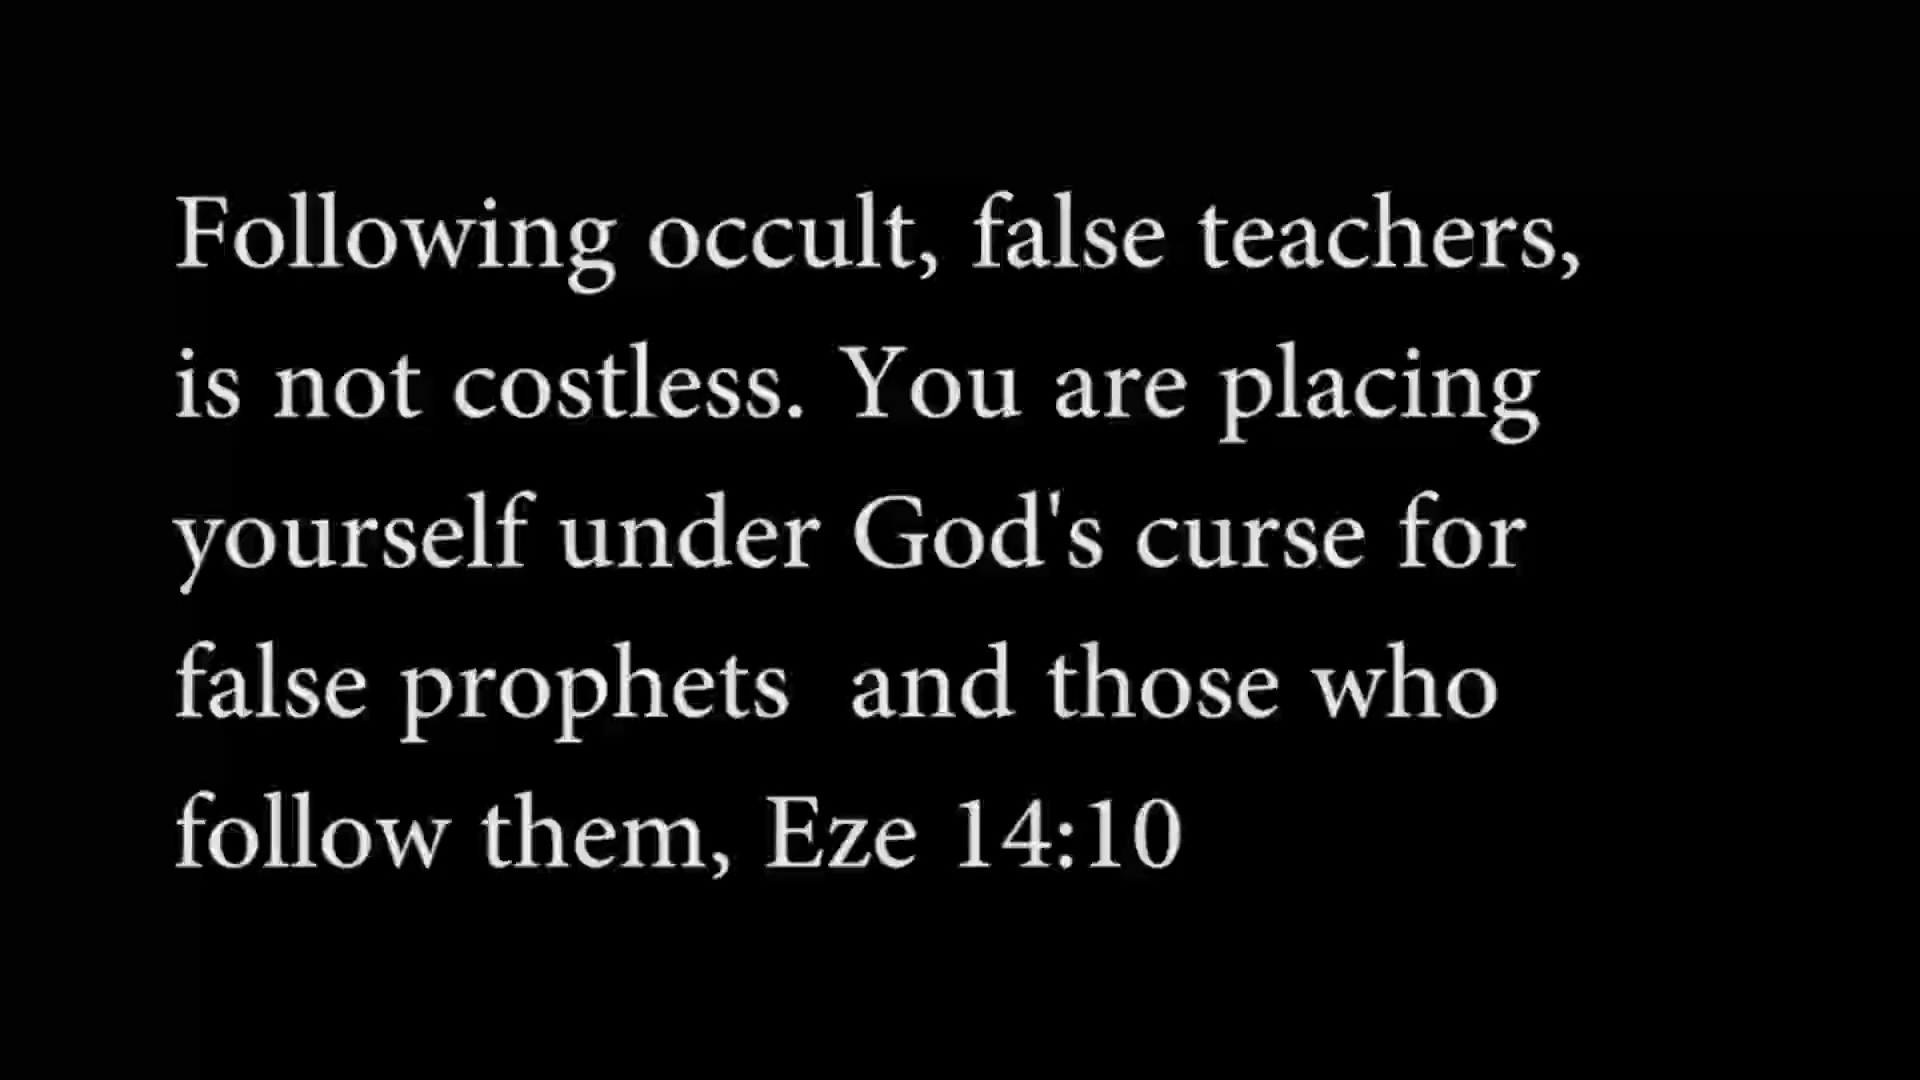 Following occult, false teachers,
is not costless. You are placing
yourself under God's curse for
false prophets  and those who
follow them, Eze 14:10